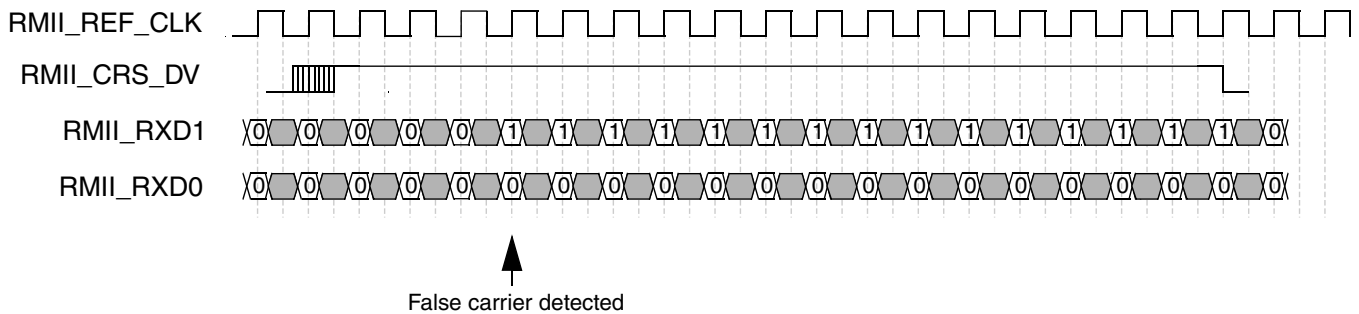 RMII_REF_CLK
RMII_CRS_DV
RMII_RXD1 0 0 0 0 0 1 1 1 1 1 1 1 1 1 1 1 1 1 1 1 0
RMII_RXD0 0 0 0 0 0 0 0 0 0 0 0 0 0 0 0 0 0 0 0 0 0
False carrier detected